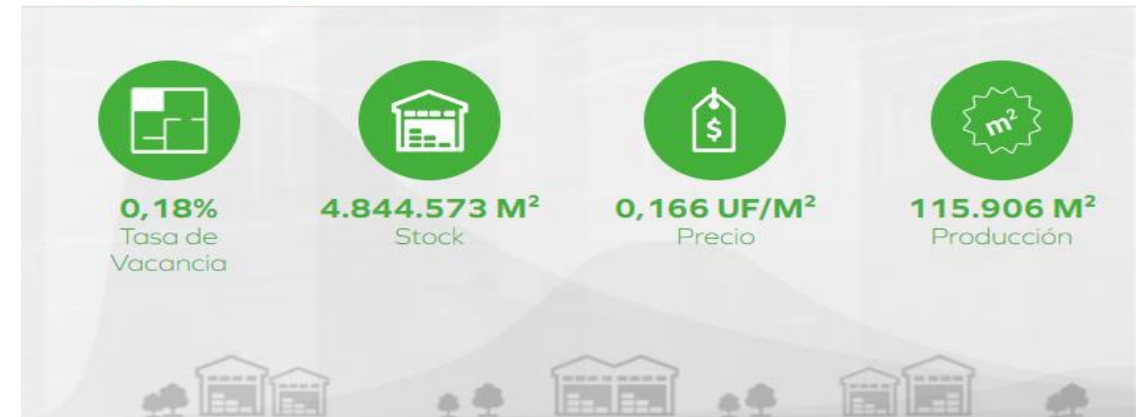 $
m²
0,18%
Tasa de
Vacancia
4.844.573 M²
Stock
0,166 UF/M²
Precio
115.906 M²
Producción